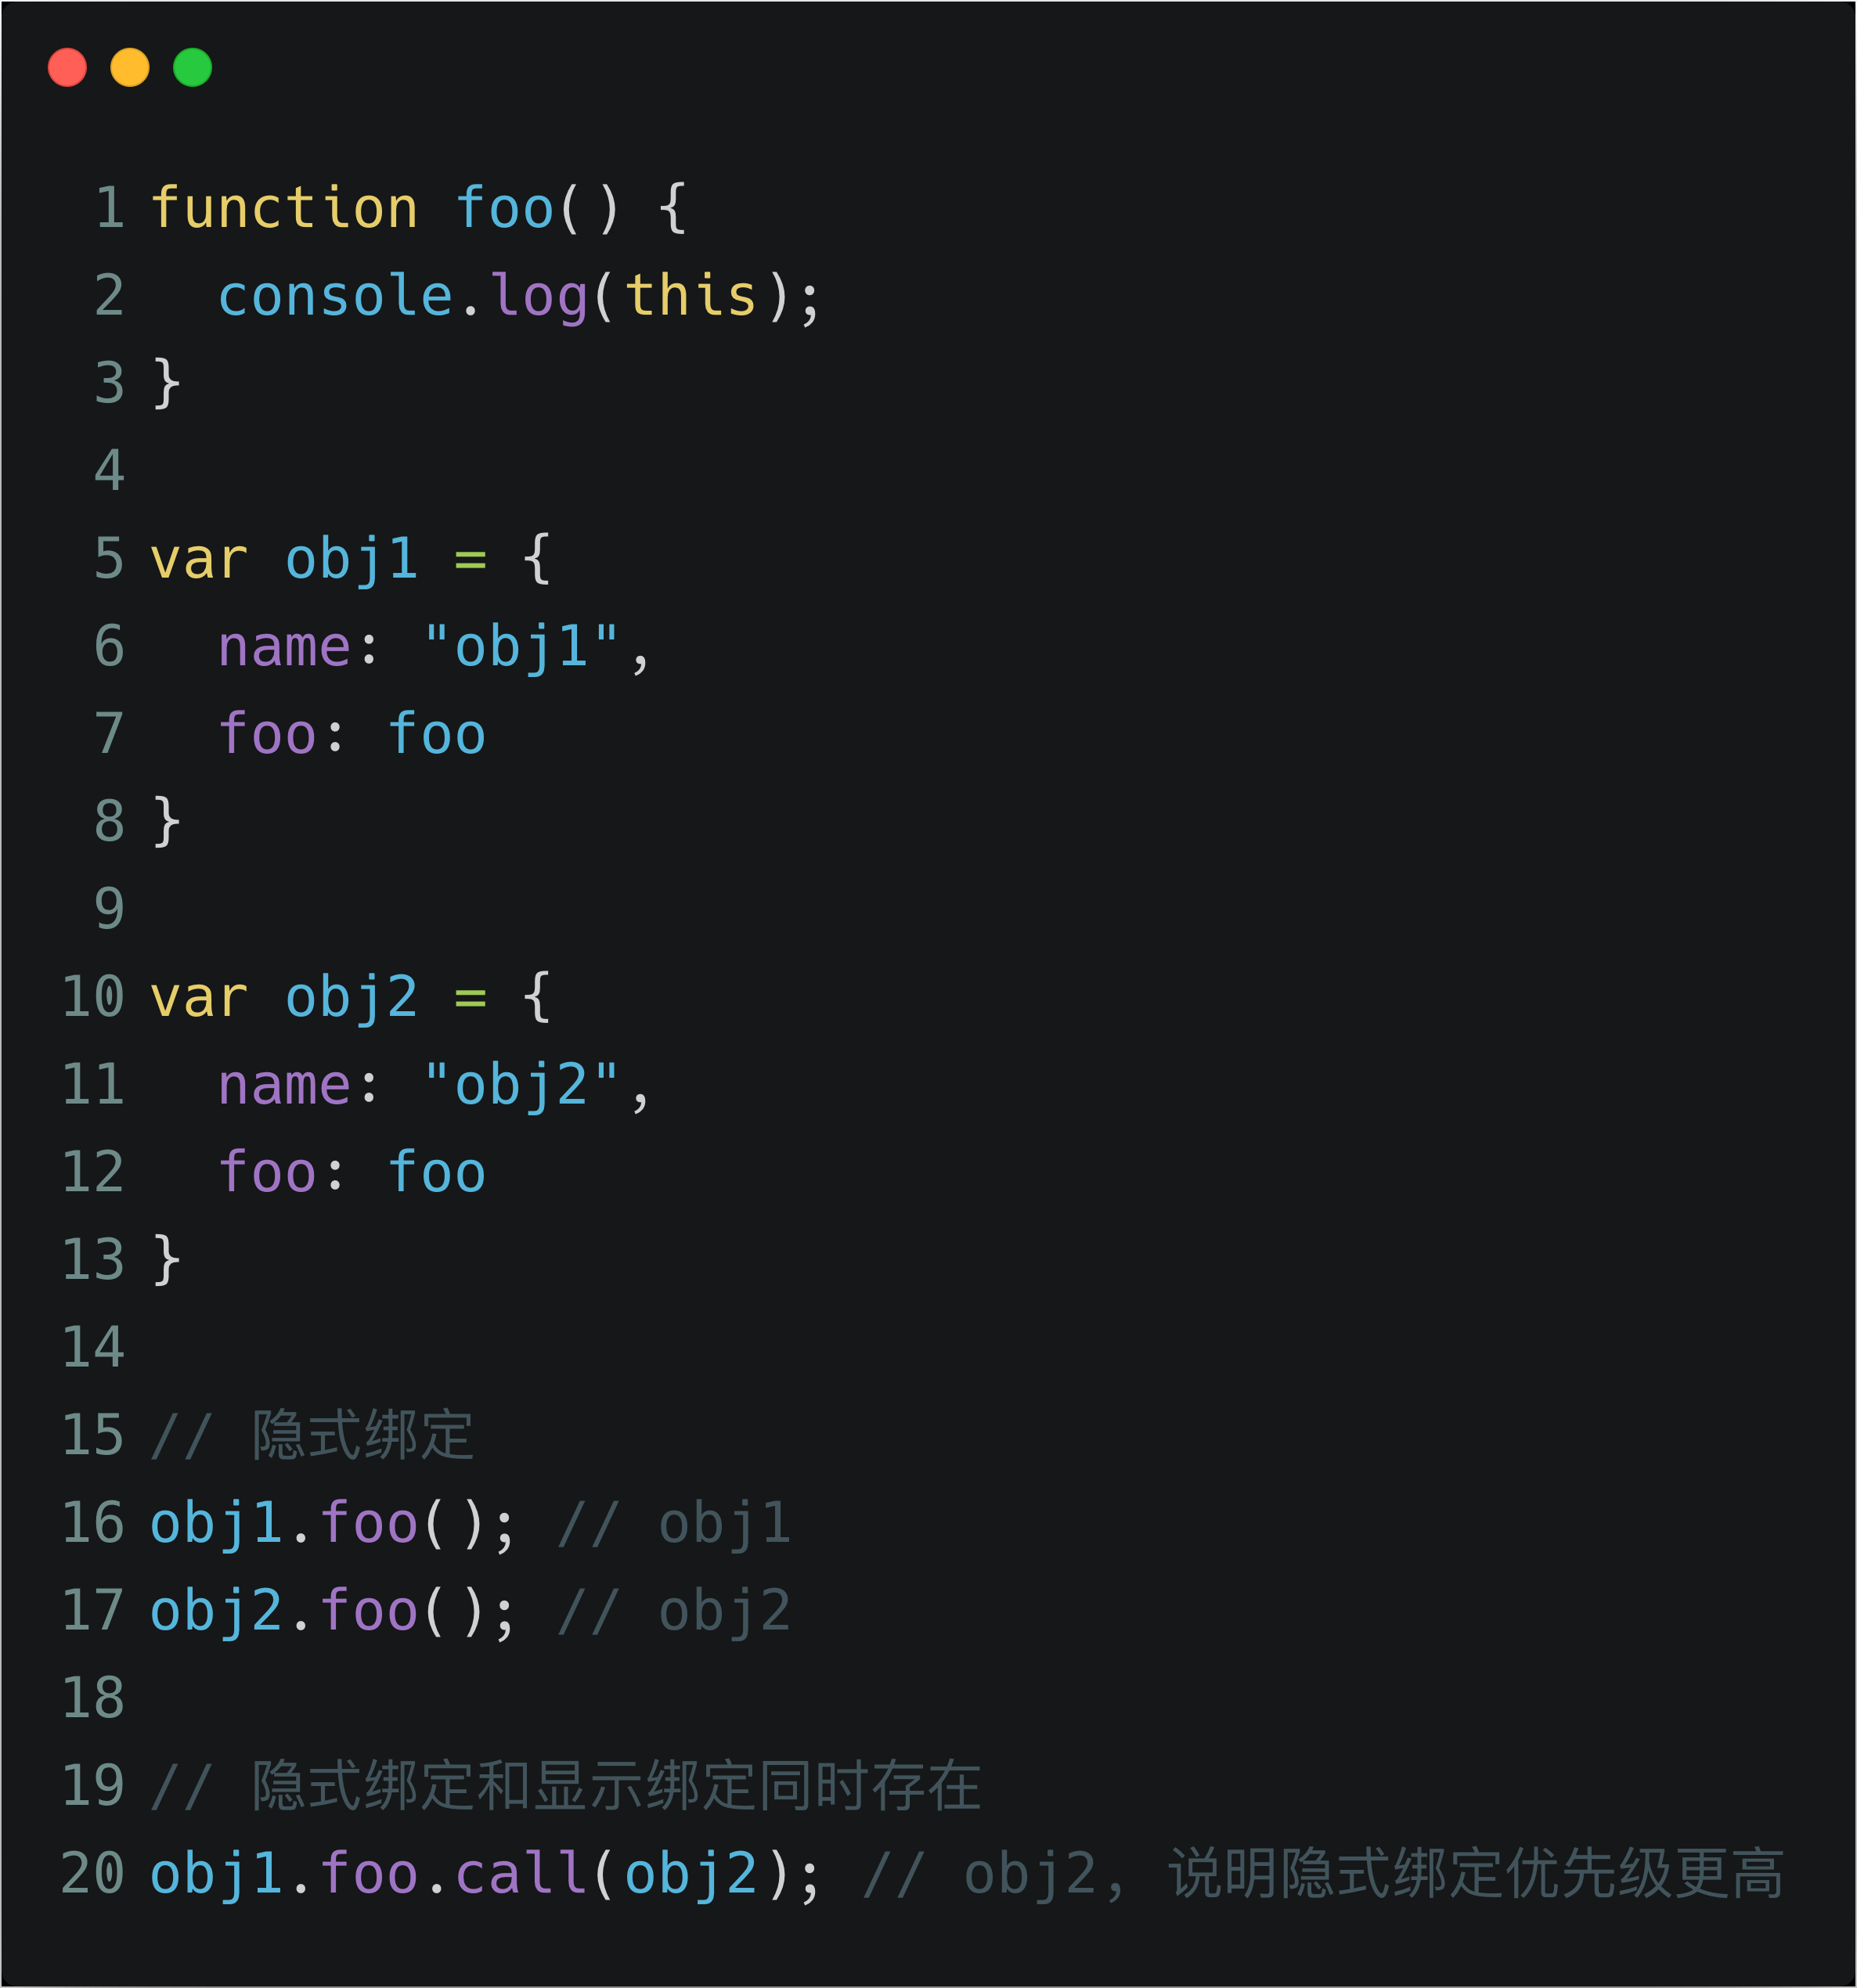 1 function foo() {
2   console.log(this);
3 }
4
5 var obj1 = {
6   name: "obj1",
7   foo: foo
8 }
9
10 var obj2 = {
11   name: "obj2",
12   foo: foo
13 }
14
15 // 隐式绑定
16 obj1.foo(); // obj1
17 obj2.foo(); // obj2
18
19 // 隐式绑定和显示绑定同时存在
20 obj1.foo.call(obj2); // obj2, 说明隐式绑定优先级更高